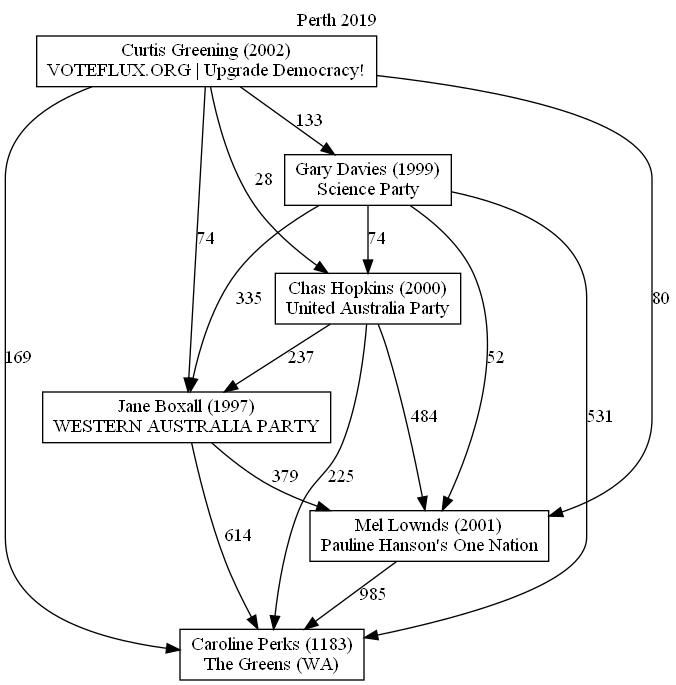 Perth 2019
Curtis Greening (2002)
VOTEFLUX.ORG | Upgrade Democracy!
133
Gary Davies (1999)
Science Party
28
74
74
335
Chas Hopkins (2000)
United Australia Party
80
169
237
52
Jane Boxall (1997)
WESTERN AUSTRALIA PARTY
484
531
379
225
Mel Lownds (2001)
Pauline Hanson's One Nation
614
985
Caroline Perks (1183)
The Greens (WA)